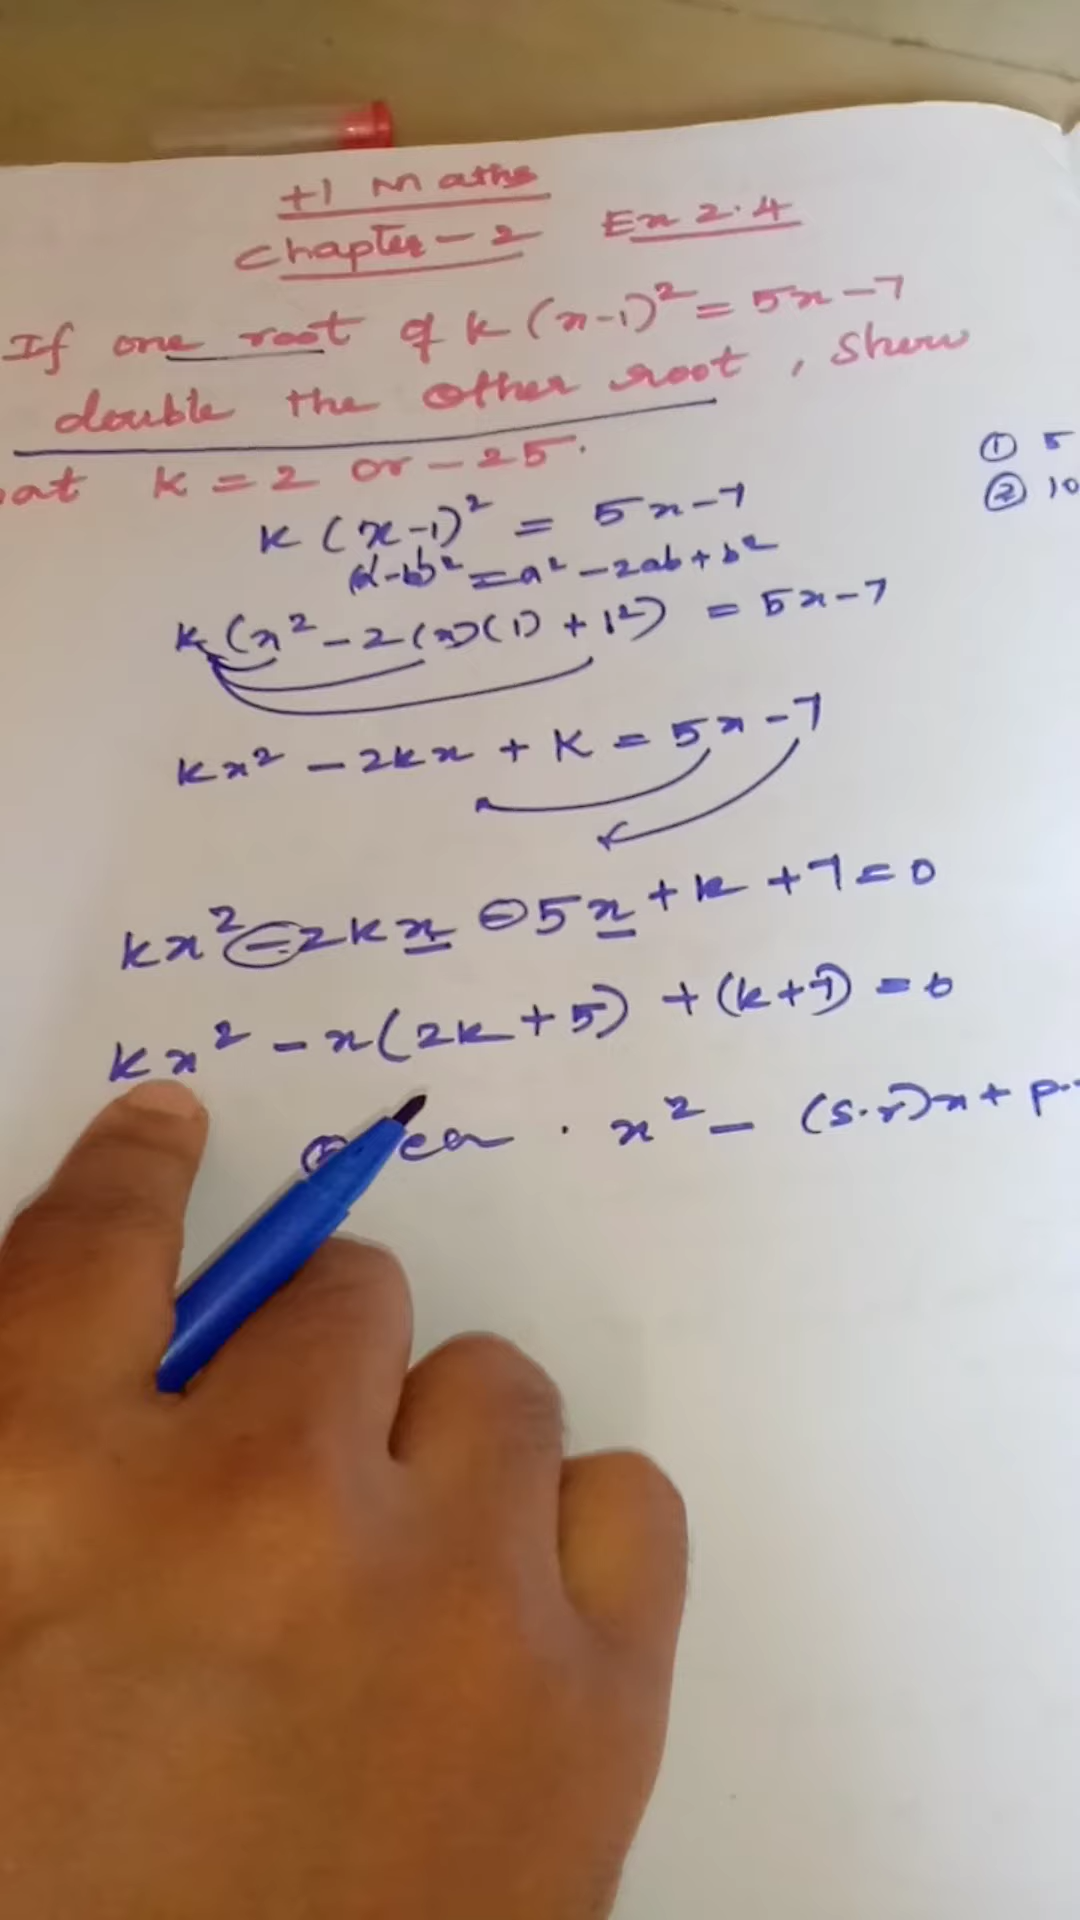 +1 Maths
Chapter - 2 Ex 2.4
If one root of k(x-1)² = 5x-7
double the other root, show
at k = 2 or -25.
① 5
② 10
k(x-1)² = 5x-7
(a-b)² = a² - 2ab + b²
k(x² - 2(x)(1) + 1²) = 5x-7
kx² - 2kx + k = 5x-7
kx² - 2kx - 5x + k + 7 = 0
kx² - x(2k+5) + (k+7) = 0
x² - (S.r)x + p.